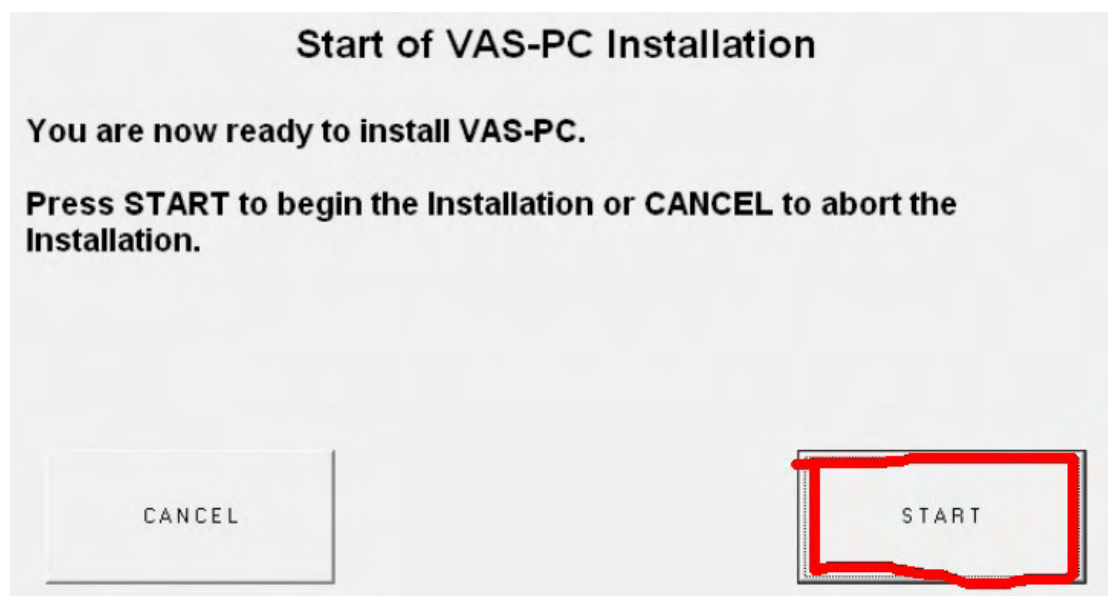 Start of VAS-PC Installation
You are now ready to install VAS-PC.
Press START to begin the Installation or CANCEL to abort the
Installation.
CANCEL
START